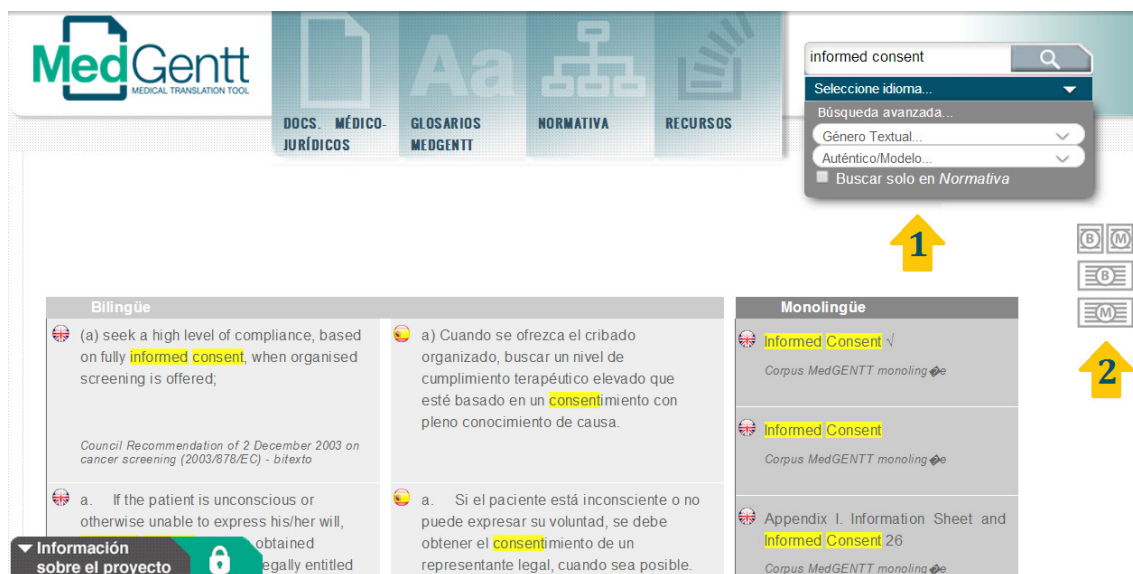 MedGentt
MEDICAL TRANSLATION TOOL
DOCS. MÉDICO-
JURÍDICOS
Aa
GLOSARIOS
MEDGENTT
NORMATIVA
RECURSOS
informed consent
Seleccione idioma...
Búsqueda avanzada...
Género Textual...
Auténtico/Modelo...
Buscar solo en Normativa
1
B M
B
M
2
Bilingüe
(a) seek a high level of compliance, based
on fully informed consent, when organised
screening is offered;
Council Recommendation of 2 December 2003 on
cancer screening (2003/878/EC) - bitexto
a) Cuando se ofrezca el cribado
organizado, buscar un nivel de
cumplimiento terapéutico elevado que
esté basado en un consentimiento con
pleno conocimiento de causa.
a. If the patient is unconscious or
otherwise unable to express his/her will,
obtained
egally entitled
a. Si el paciente está inconsciente o no
puede expresar su voluntad, se debe
obtener el consentimiento de un
representante legal, cuando sea posible.
Monolingüe
Informed Consent √
Corpus MedGENTT monoling�e
Informed Consent
Corpus MedGENTT monoling�e
Appendix I. Information Sheet and
Informed Consent 26
Corpus MedGENTT monoling�e
Información
sobre el proyecto